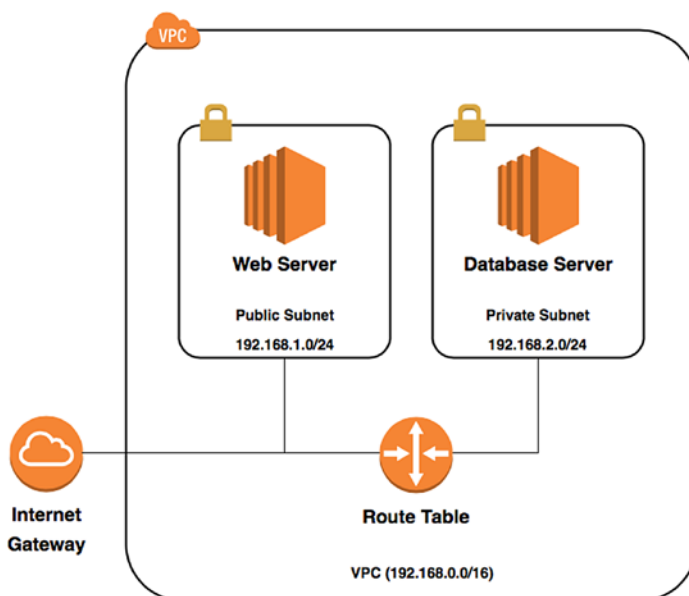 VPC
Web Server
Public Subnet
192.168.1.0/24
Database Server
Private Subnet
192.168.2.0/24
Internet
Gateway
Route Table
VPC (192.168.0.0/16)